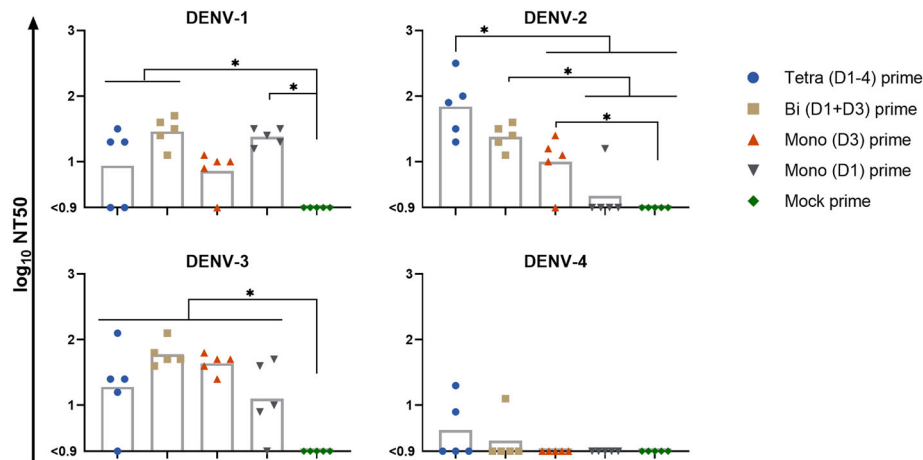 DENV-1
3
*
*
2
1
<0.9
DENV-2
3
*
*
2
*
1
<0.9
Tetra (D1-4) prime
Bi (D1+D3) prime
Mono (D3) prime
Mono (D1) prime
Mock prime
log10 NT50
DENV-3
3
*
2
1
<0.9
DENV-4
3
2
1
<0.9